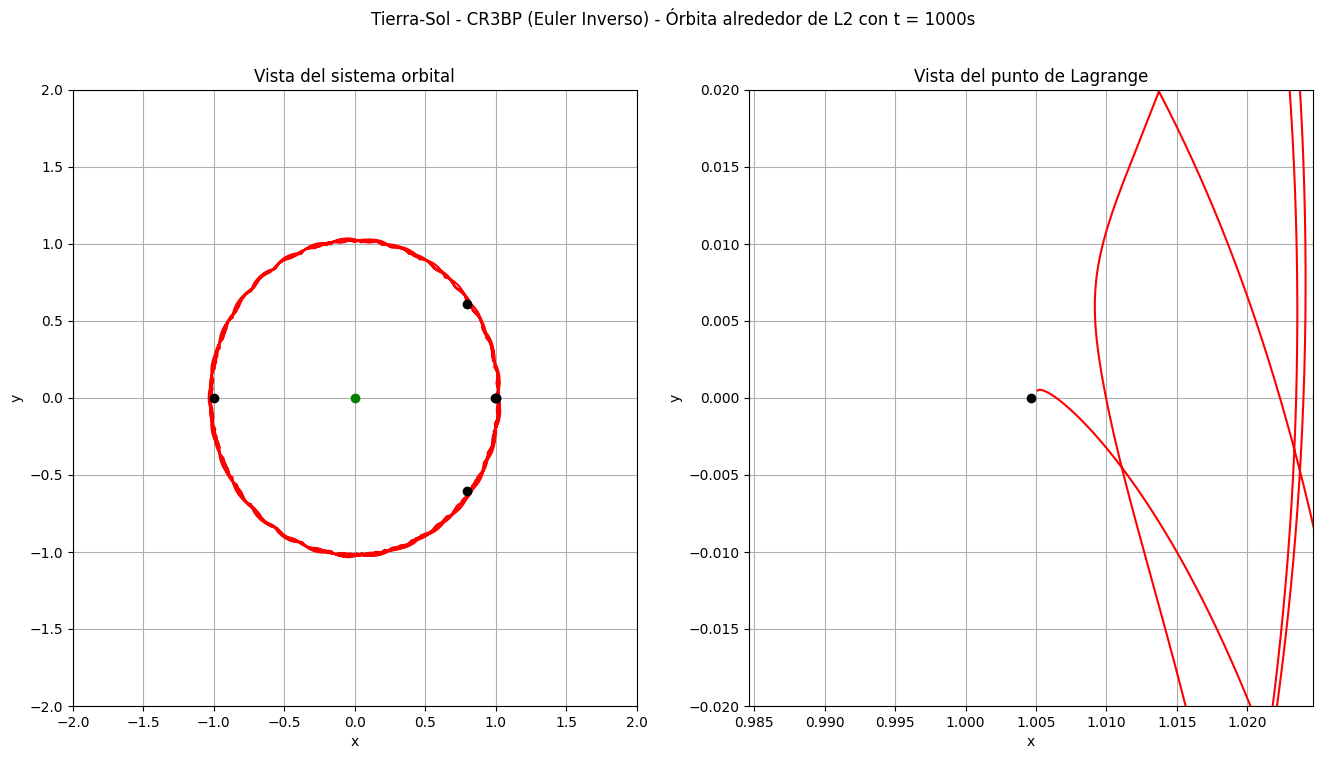 Tierra-Sol - CR3BP (Euler Inverso) - Órbita alrededor de L2 con t = 1000s
Vista del sistema orbital
2.0
1.5
1.0
0.5
0.0
−0.5
−1.0
−1.5
−2.0
y
−2.0 −1.5 −1.0 −0.5 0.0 0.5 1.0 1.5 2.0
x
Vista del punto de Lagrange
0.020
0.015
0.010
0.005
0.000
−0.005
−0.010
−0.015
−0.020
y
0.985 0.990 0.995 1.000 1.005 1.010 1.015 1.020
x